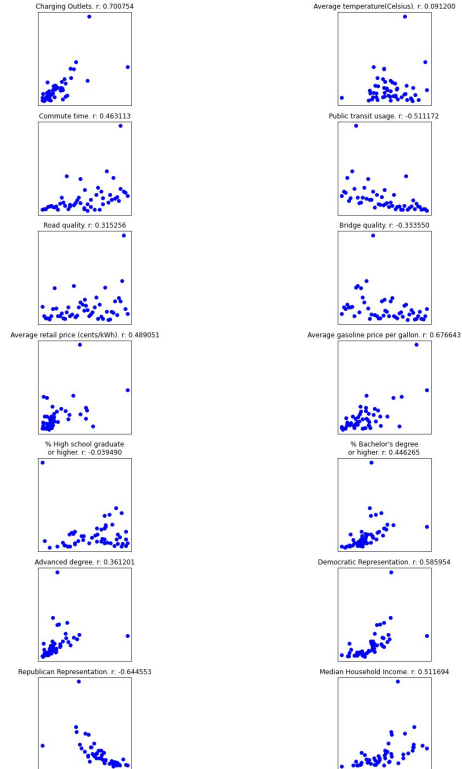 Charging Outlets. r: 0.700754
Average temperature(Celsius). r: 0.091200
Commute time. r: 0.463113
Public transit usage. r: -0.511172
Road quality. r: 0.315256
Bridge quality. r: -0.333550
Average retail price (cents/kWh). r: 0.489051
Average gasoline price per gallon. r: 0.676643
% High school graduate
or higher. r: -0.039490
% Bachelor's degree
or higher. r: 0.446265
Advanced degree. r: 0.361201
Democratic Representation. r: 0.585954
Republican Representation. r: -0.644553
Median Household Income. r: 0.511694